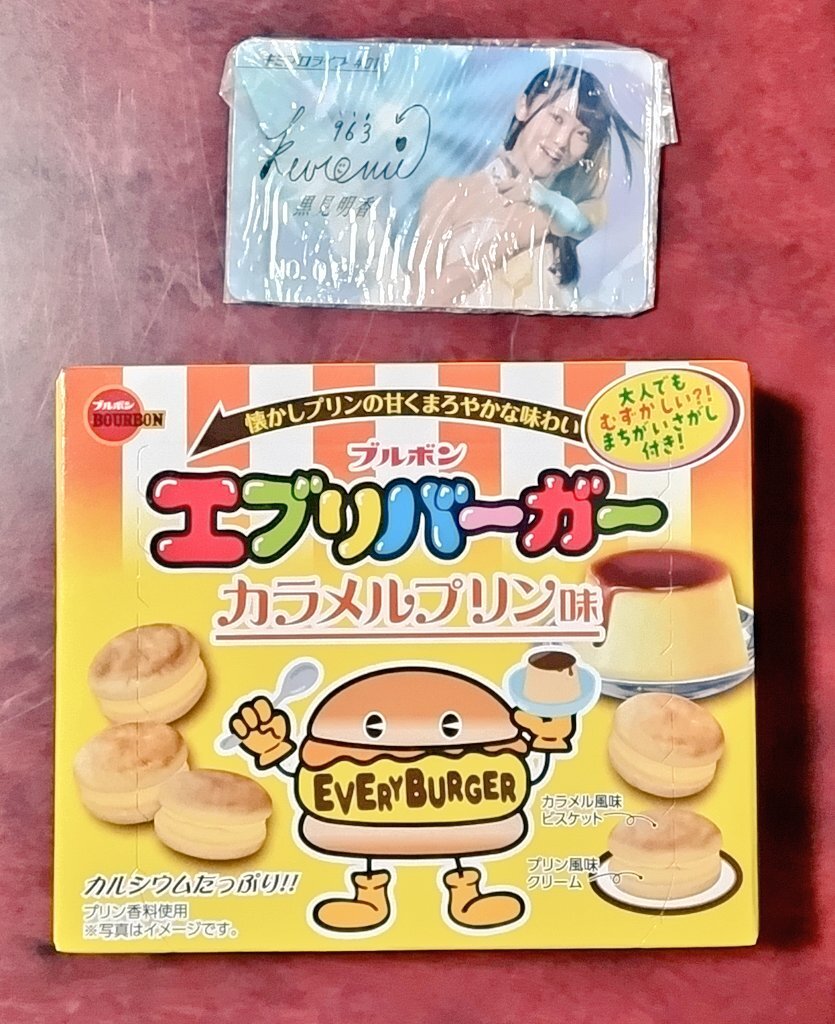 963
Kuromi
黒見明香
NO.
ブルボン
BOURBON
懐かしプリンの甘くまろやかな味わい
大人でも
むずかしい?!
まちがいさがし
付き!
ブルボン
エブリバーガー
カラメルプリン味
EVERYBURGER
カラメル風味
ビスケット
プリン風味
クリーム
カルシウムたっぷり!!
プリン香料使用
※写真はイメージです。